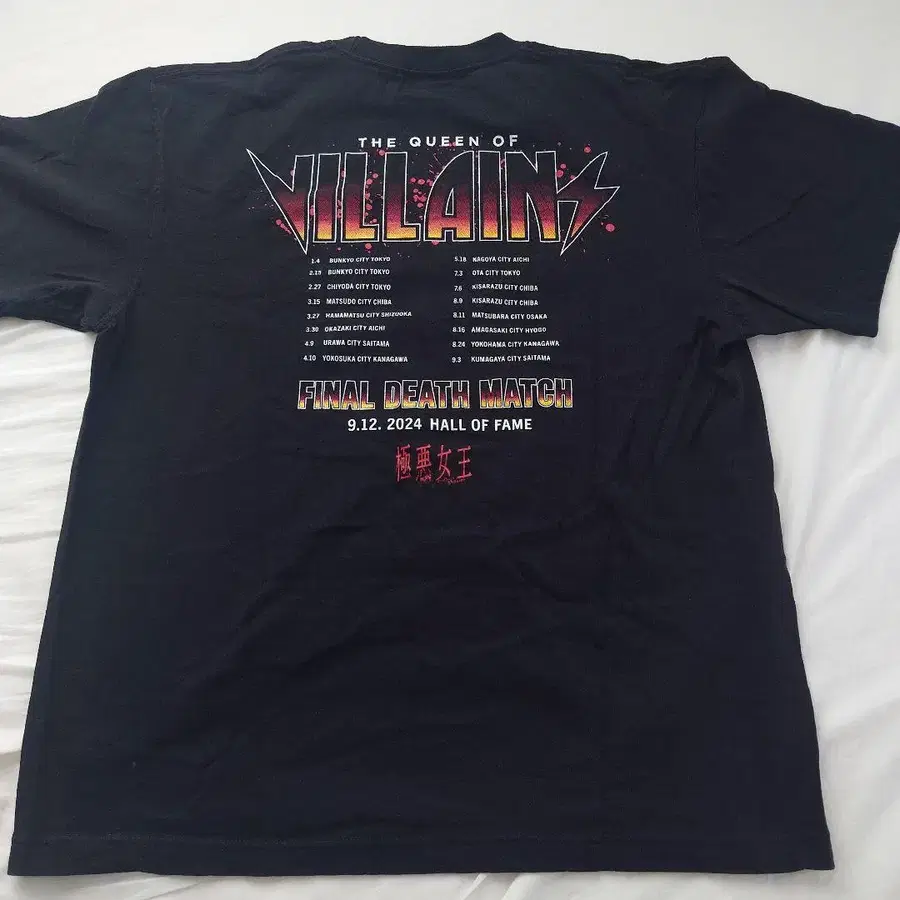 THE QUEEN OF
VILLAINS
1.4 BUNKYO CITY TOKYO
2.15 BUNKYO CITY TOKYO
2.27 CHIYODA CITY TOKYO
3.15 MATSUDO CITY CHIBA
3.27 HAMAMATSU CITY SHIZUOKA
3.30 OKAZAKI CITY AICHI
4.9 URAWA CITY SAITAMA
4.10 YOKOSUKA CITY KANAGAWA
5.18 NAGOYA CITY AICHI
7.3 OTA CITY TOKYO
7.6 KISARAZU CITY CHIBA
8.9 KISARAZU CITY CHIBA
8.11 MATSUBARA CITY OSAKA
8.16 AMAGASAKI CITY HYOGO
8.24 YOKOHAMA CITY KANAGAWA
9.3 KUMAGAYA CITY SAITAMA
FINAL DEATH MATCH
9.12. 2024 HALL OF FAME
極悪女王